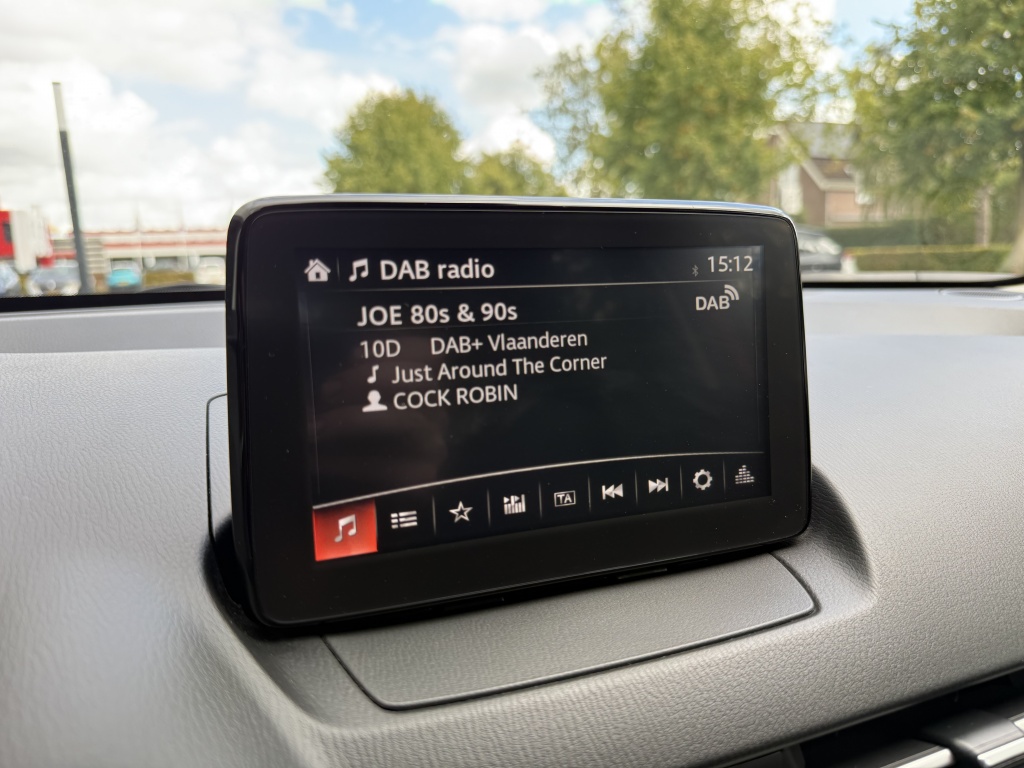 DAB radio 15:12
JOE 80s & 90s DAB
10D DAB+ Vlaanderen
Just Around The Corner
COCK ROBIN
TA